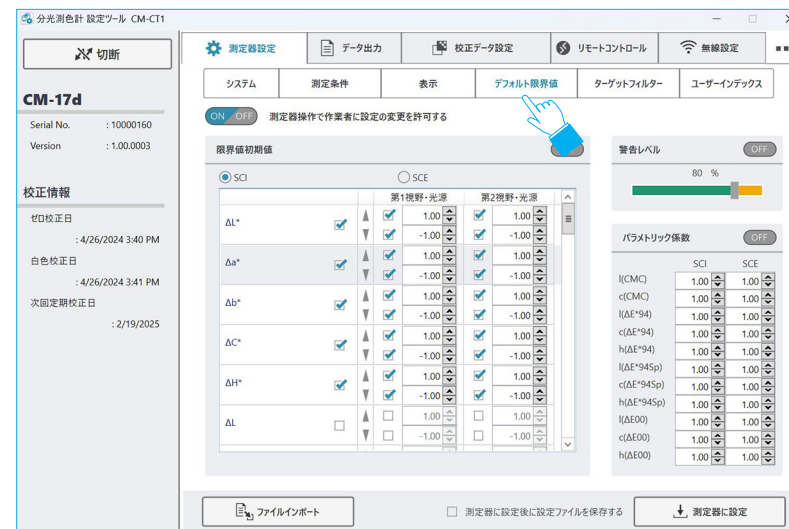 分光測色計 設定ツール CM-CT1
切断
CM-17d
Serial No. : 10000160
Version : 1.00.0003
校正情報
ゼロ校正日
: 4/26/2024 3:40 PM
白色校正日
: 4/26/2024 3:41 PM
次回定期校正日
: 2/19/2025
測定器設定 データ出力 校正データ設定 リモートコントロール 無線設定
システム 測定条件 表示 デフォルト限界値 ターゲットフィルター ユーザーインデックス
ON OFF 測定器操作で作業者に設定の変更を許可する
限界値初期値
SCI SCE
第1視野・光源 第2視野・光源
ΔL* 1.00 1.00
-1.00 -1.00
Δa* 1.00 1.00
-1.00 -1.00
Δb* 1.00 1.00
-1.00 -1.00
ΔC* 1.00 1.00
-1.00 -1.00
ΔH* 1.00 1.00
-1.00 -1.00
ΔL 1.00 1.00
-1.00 -1.00
警告レベル OFF
80 %
パラメトリック係数 OFF
SCI SCE
l(CMC) 1.00 1.00
c(CMC) 1.00 1.00
l(ΔE*94) 1.00 1.00
c(ΔE*94) 1.00 1.00
h(ΔE*94) 1.00 1.00
l(ΔE*94Sp) 1.00 1.00
c(ΔE*94Sp) 1.00 1.00
h(ΔE*94Sp) 1.00 1.00
l(ΔE00) 1.00 1.00
c(ΔE00) 1.00 1.00
h(ΔE00) 1.00 1.00
ファイルインポート 測定器に設定後に設定ファイルを保存する 測定器に設定